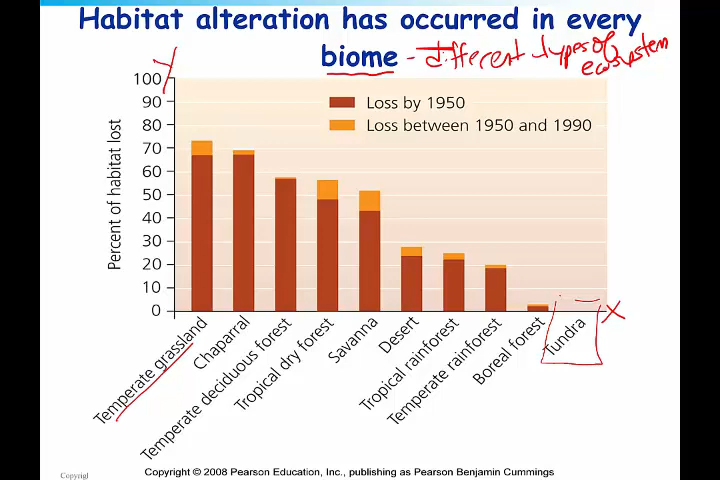 Habitat alteration has occurred in every
biome - different types of
ecosystem
Y
100
90
80
70
60
50
40
30
20
10
0
Percent of habitat lost
Loss by 1950
Loss between 1950 and 1990
X
Temperate grassland
Chaparral
Temperate deciduous forest
Tropical dry forest
Savanna
Desert
Tropical rainforest
Temperate rainforest
Boreal forest
Tundra
Copyrigl
Copyright © 2008 Pearson Education, Inc., publishing as Pearson Benjamin Cummings